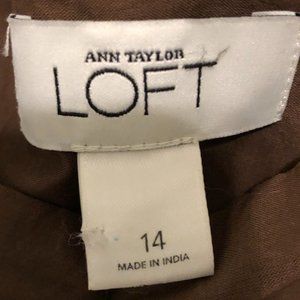 ANN TAYLOR
LOFT
14
MADE IN INDIA